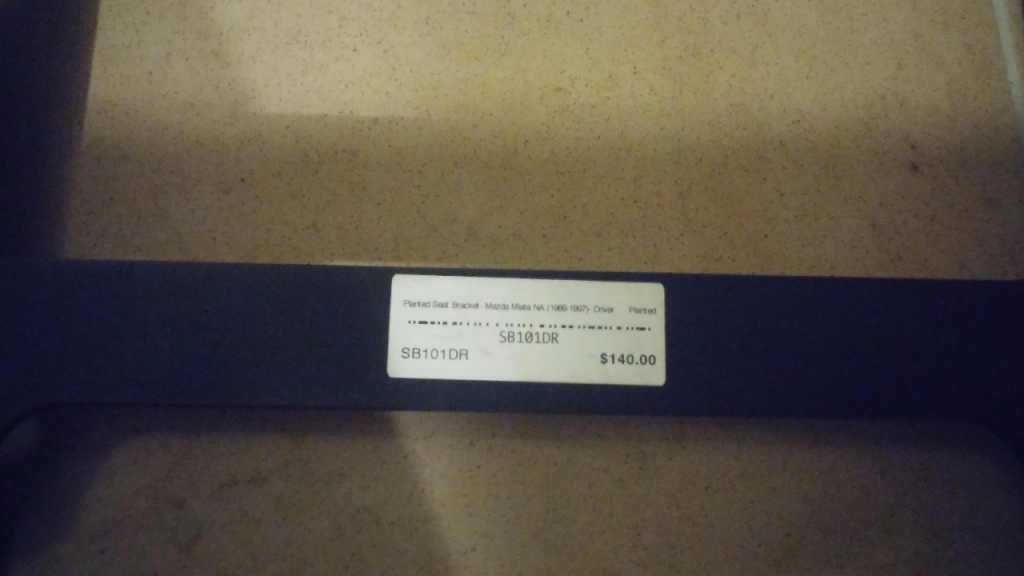 Planted Seat Bracket- Mazda Miata NA (1989-1997)- Driver Planted
SB101DR
SB101DR $140.00